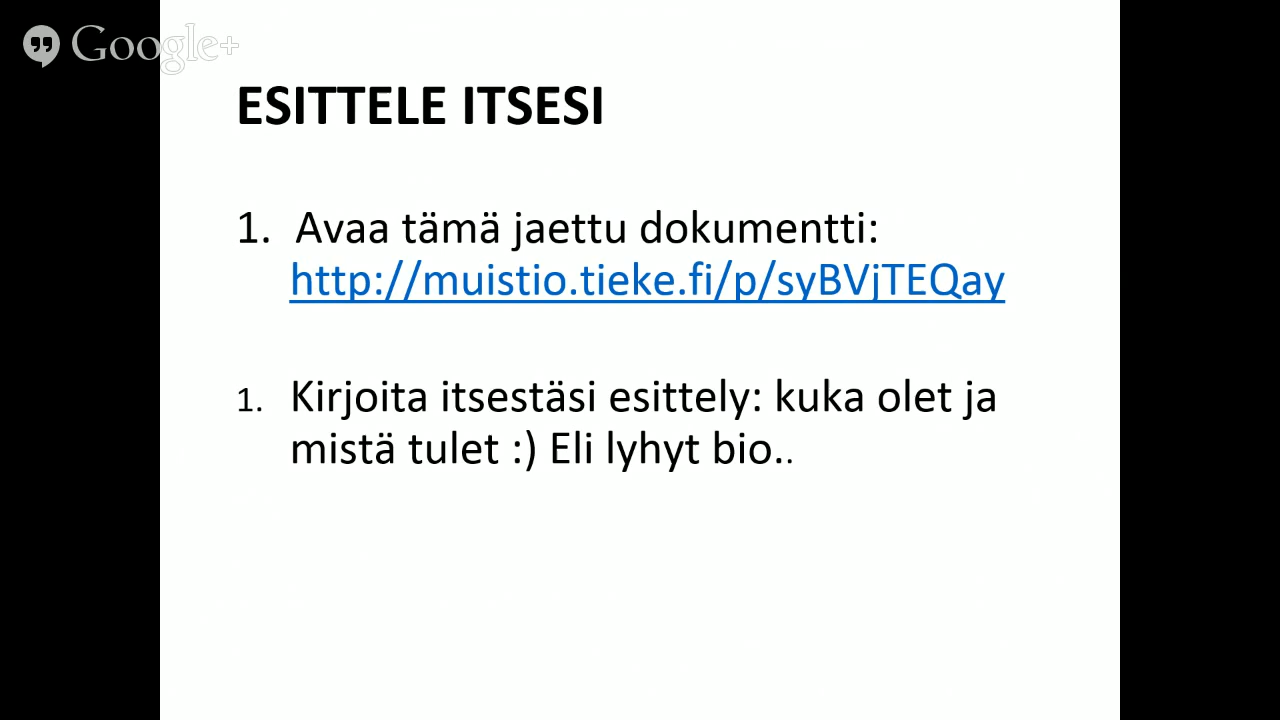 Google+
ESITTELE ITSESI
1. Avaa tämä jaettu dokumentti:
http://muistio.tieke.fi/p/syBVjTEQay
1. Kirjoita itsestäsi esittely: kuka olet ja
mistä tulet :) Eli lyhyt bio..